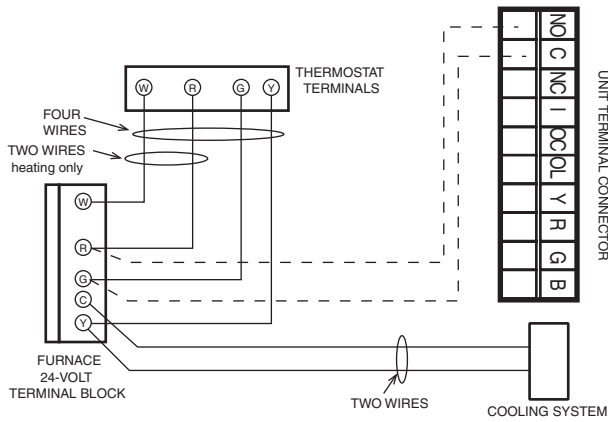 THERMOSTAT
TERMINALS
W R G Y
FOUR
WIRES
TWO WIRES
heating only
W
R
G
C
Y
FURNACE
24-VOLT
TERMINAL BLOCK
TWO WIRES
COOLING SYSTEM
NO
C
NC
I
OC
OL
Y
R
G
B
UNIT TERMINAL CONNECTOR